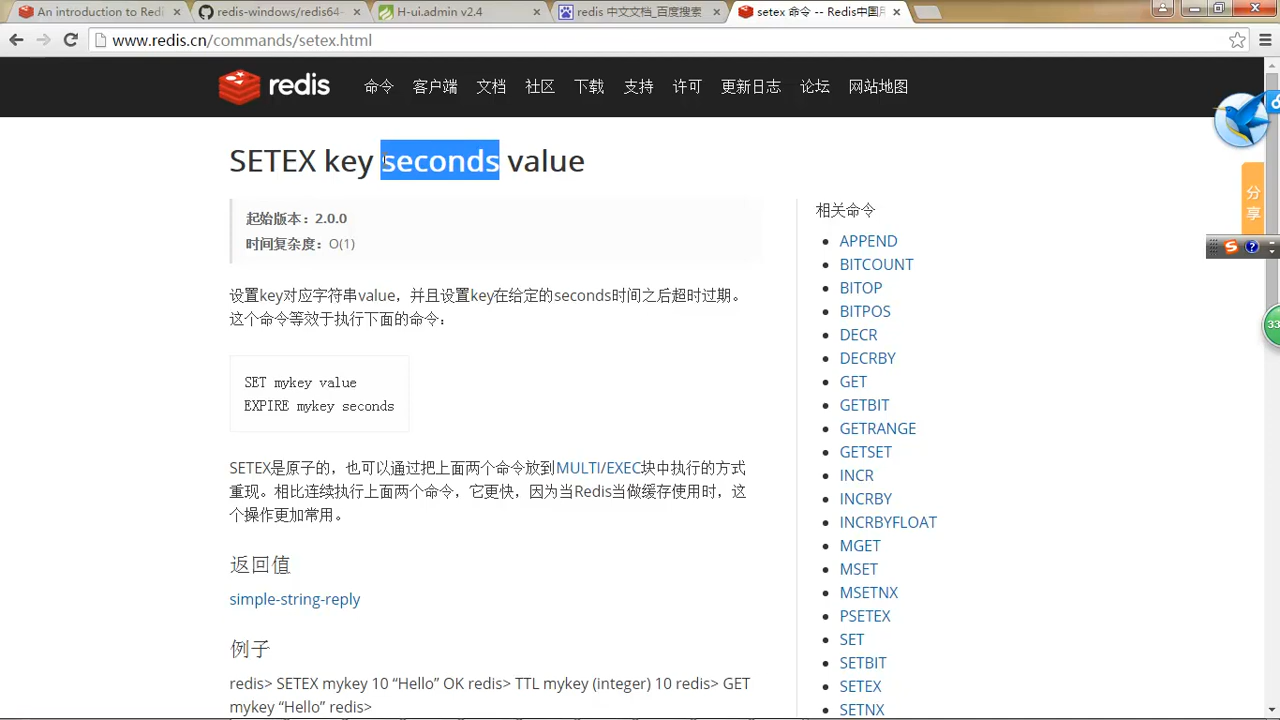 An introduction to Redi
redis-windows/redis64-
H-ui.admin v2.4
redis 中文文档_百度搜索
setex 命令 -- Redis中国用
www.redis.cn/commands/setex.html
redis
命令 客户端 文档 社区 下载 支持 许可 更新日志 论坛 网站地图
SETEX key seconds value
起始版本：2.0.0
时间复杂度：O(1)
设置key对应字符串value，并且设置key在给定的seconds时间之后超时过期。
这个命令等效于执行下面的命令：
SET mykey value
EXPIRE mykey seconds
SETEX是原子的，也可以通过把上面两个命令放到MULTI/EXEC块中执行的方式
重现。相比连续执行上面两个命令，它更快，因为当Redis当做缓存使用时，这
个操作更加常用。
返回值
simple-string-reply
例子
redis> SETEX mykey 10 “Hello” OK redis> TTL mykey (integer) 10 redis> GET
mykey “Hello” redis>
相关命令
APPEND
BITCOUNT
BITOP
BITPOS
DECR
DECRBY
GET
GETBIT
GETRANGE
GETSET
INCR
INCRBY
INCRBYFLOAT
MGET
MSET
MSETNX
PSETEX
SET
SETBIT
SETEX
SETNX
分
享
33